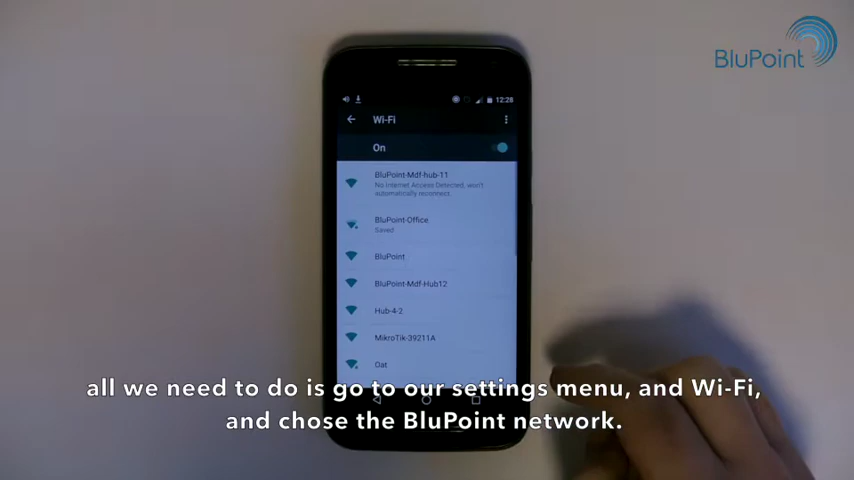 BluPoint
12:28
Wi-Fi
On
BluPoint-Mdf-hub-11
No Internet Access Detected, won't
automatically reconnect.
BluPoint-Office
Saved
BluPoint
BluPoint-Mdf-Hub12
Hub-4-2
MikroTik-39211A
Oat
all we need to do is go to our settings menu, and Wi-Fi,
and chose the BluPoint network.